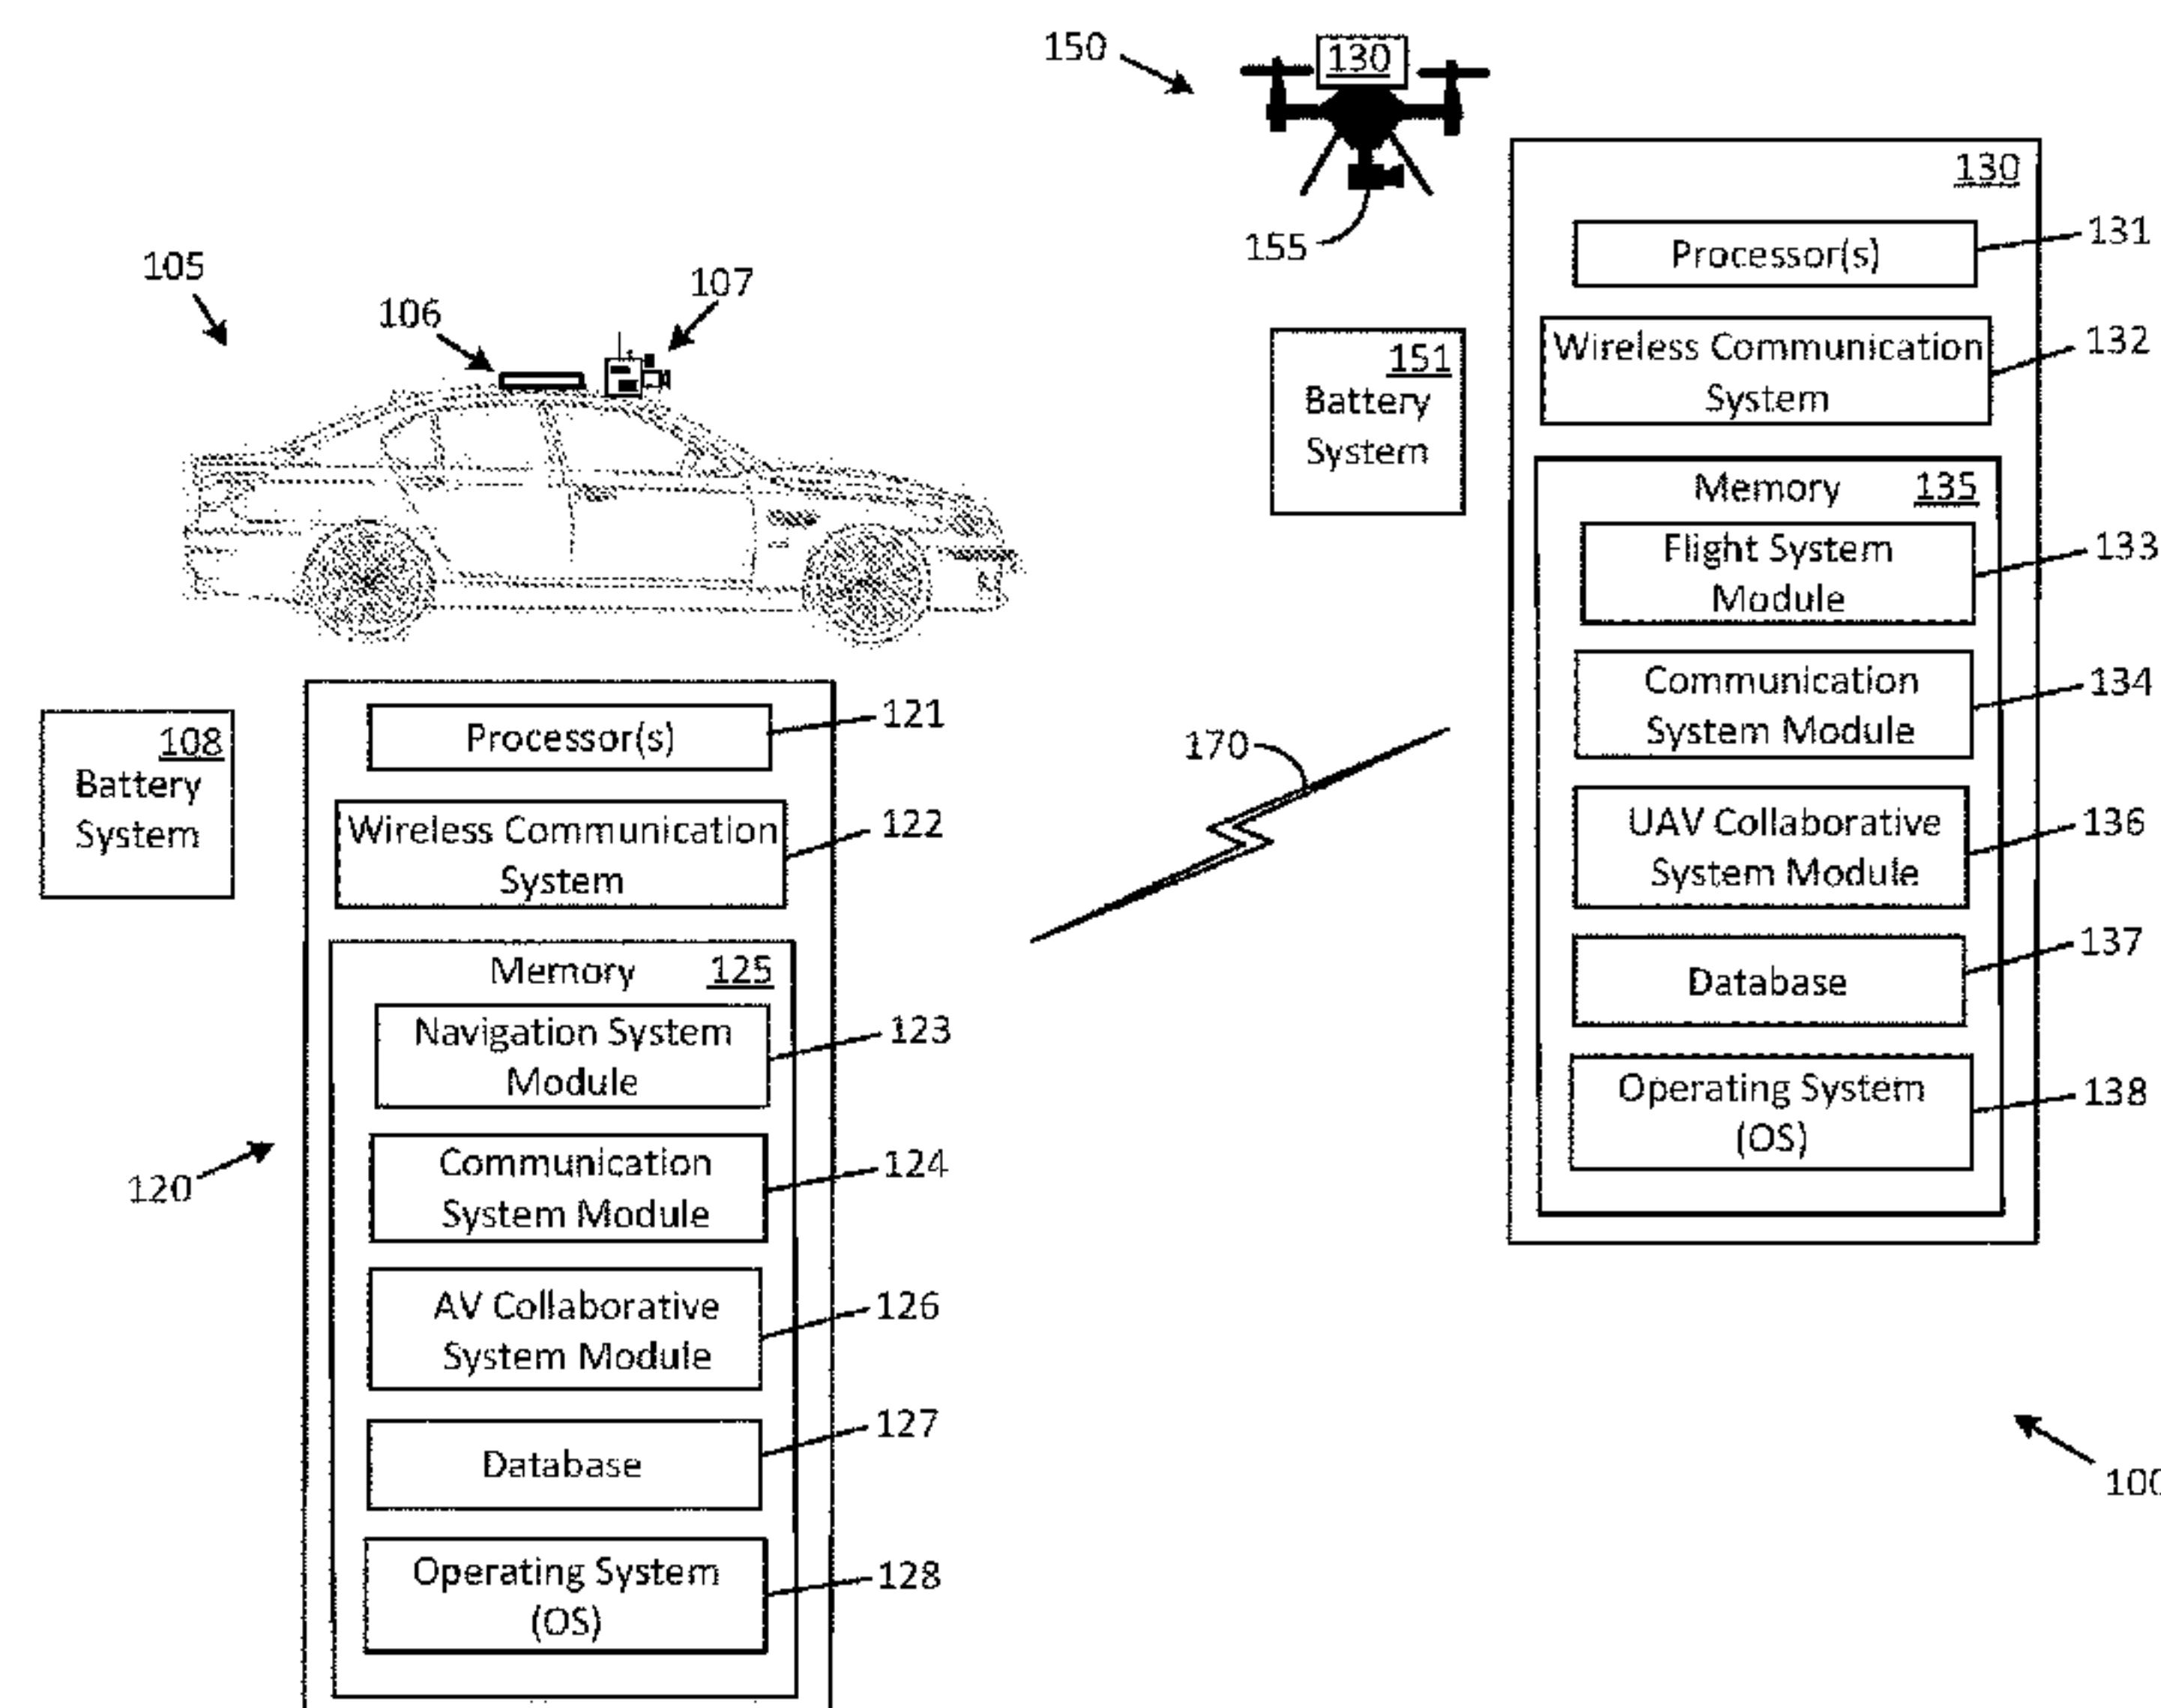 150
130
155
130
Processor(s)
131
Wireless Communication
System
132
151
Battery
System
Memory 135
Flight System
Module
133
Communication
System Module
134
UAV Collaborative
System Module
136
Database
137
Operating System
(OS)
138
105
106
107
108
Battery
System
Processor(s)
121
Wireless Communication
System
122
Memory 125
Navigation System
Module
123
Communication
System Module
124
AV Collaborative
System Module
126
Database
127
Operating System
(OS)
128
120
170
100